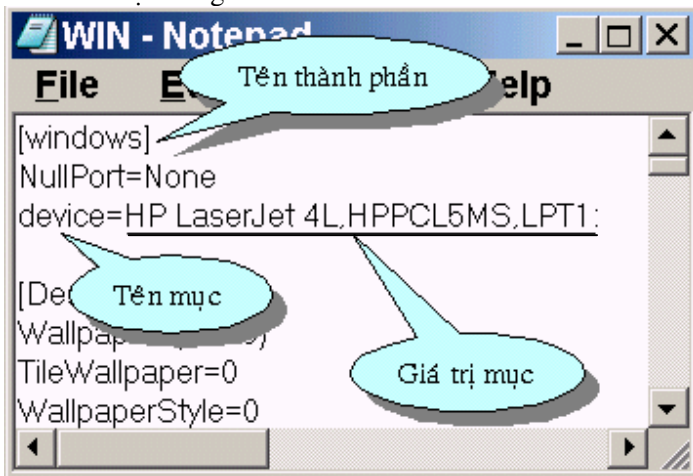 WIN - Notepad
File
Tên thành phần
elp
[windows]
NullPort=None
device=HP LaserJet 4L,HPPCL5MS,LPT1:
Tên mục
TileWallpaper=0
Giá trị mục
WallpaperStyle=0